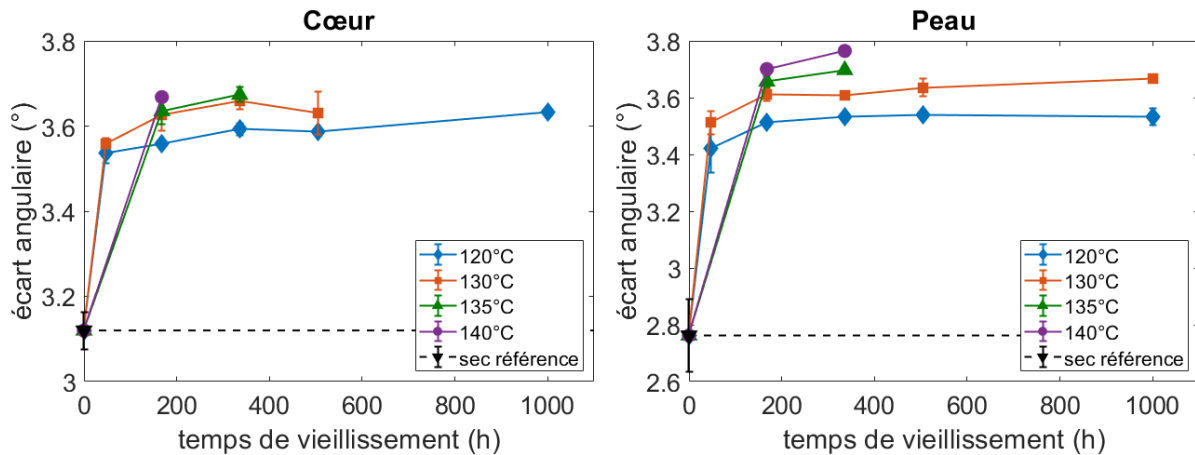 Cœur
3.8
3.6
3.4
3.2
3
écart angulaire (°)
0
200
400
600
800
1000
temps de vieillissement (h)
120°C
130°C
135°C
140°C
sec référence
Peau
3.8
3.6
3.4
3.2
3
2.8
2.6
écart angulaire (°)
0
200
400
600
800
1000
temps de vieillissement (h)
120°C
130°C
135°C
140°C
sec référence